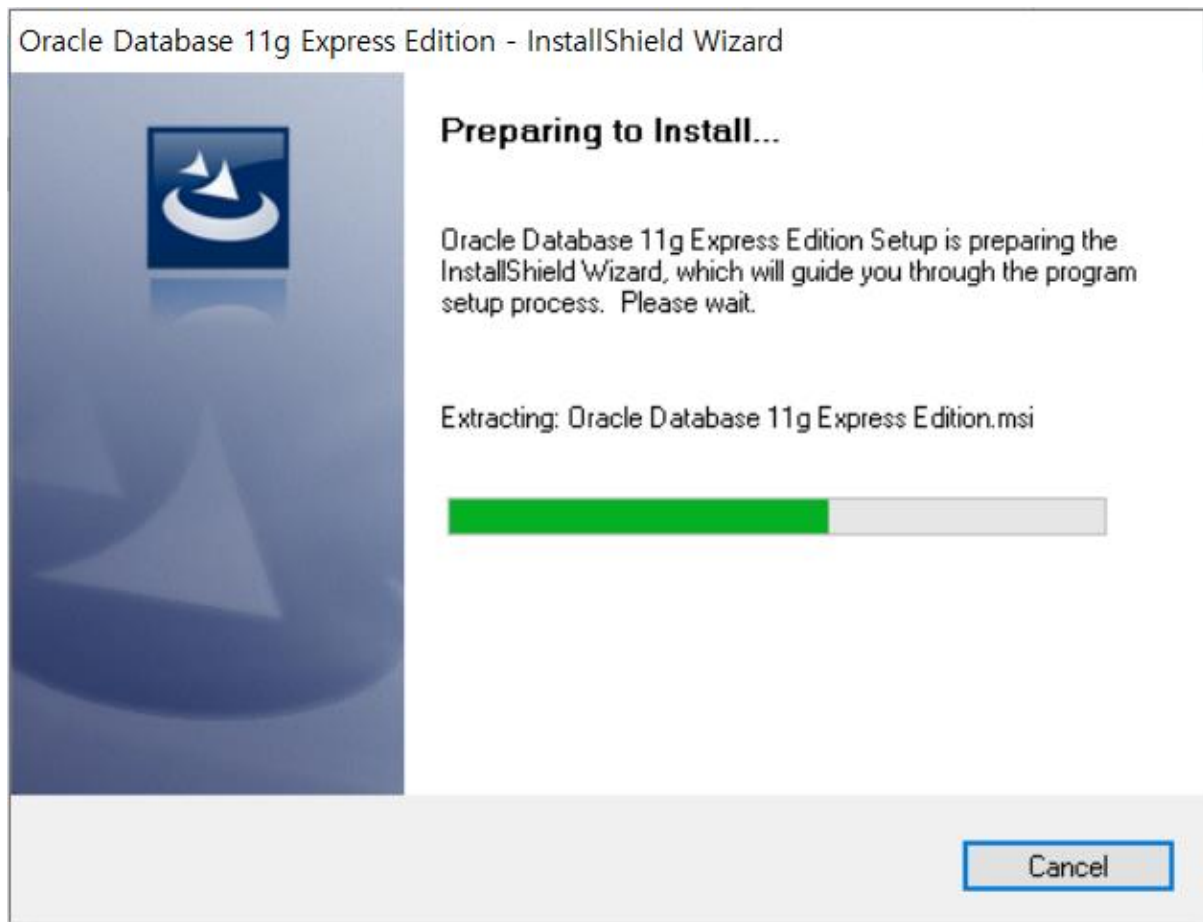 Oracle Database 11g Express Edition - InstallShield Wizard
Preparing to Install...
Oracle Database 11g Express Edition Setup is preparing the
InstallShield Wizard, which will guide you through the program
setup process.  Please wait.
Extracting: Oracle Database 11g Express Edition.msi
Cancel